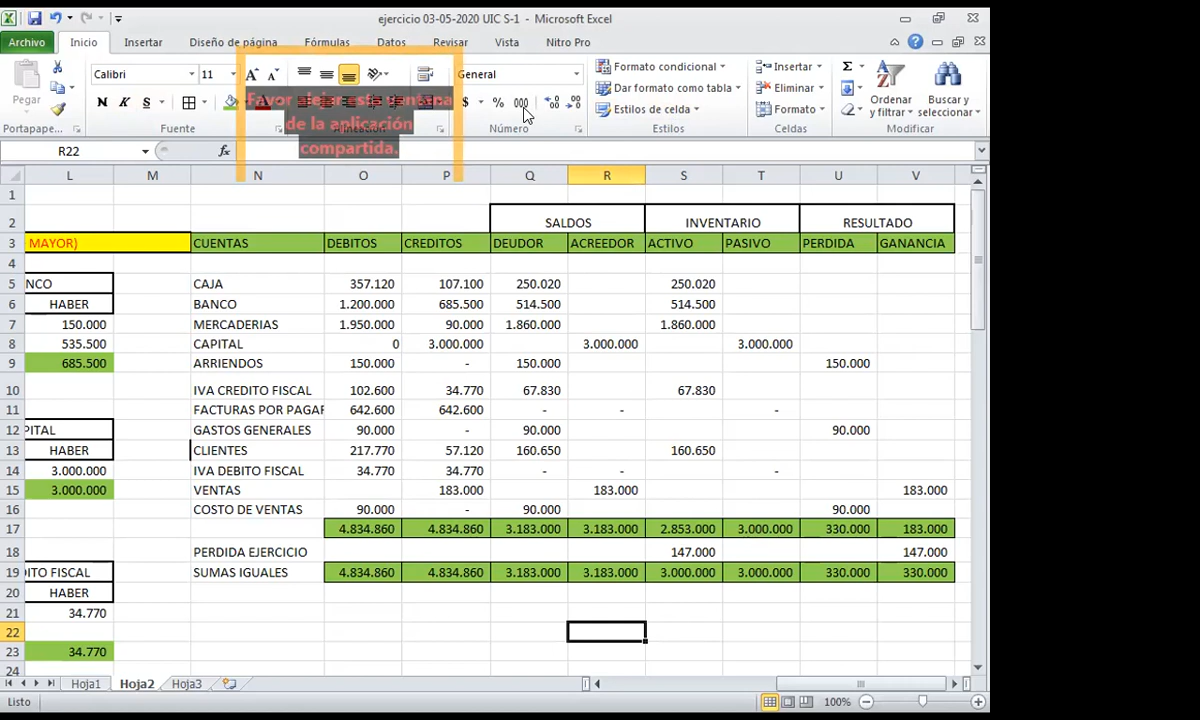 ejercicio 03-05-2020 UIC S-1 - Microsoft Excel
Archivo Inicio Insertar Diseño de página Fórmulas Datos Revisar Vista Nitro Pro
Pegar
Calibri 11
N K S
General
$ % 000
Formato condicional
Dar formato como tabla
Estilos de celda
Insertar
Eliminar
Formato
Σ
Ordenar y filtrar
Buscar y seleccionar
Portapape... Fuente Número Estilos Celdas Modificar
Favor alejar esta ventana
de la aplicación
compartida.
R22 fx
L M N O P Q R S T U V
1
2 SALDOS INVENTARIO RESULTADO
3 MAYOR) CUENTAS DEBITOS CREDITOS DEUDOR ACREEDOR ACTIVO PASIVO PERDIDA GANANCIA
4
5 NCO CAJA 357.120 107.100 250.020 250.020
6 HABER BANCO 1.200.000 685.500 514.500 514.500
7 150.000 MERCADERIAS 1.950.000 90.000 1.860.000 1.860.000
8 535.500 CAPITAL 0 3.000.000 3.000.000 3.000.000
9 685.500 ARRIENDOS 150.000 - 150.000 150.000
10 IVA CREDITO FISCAL 102.600 34.770 67.830 67.830
11 FACTURAS POR PAGAR 642.600 642.600 - - -
12 PITAL GASTOS GENERALES 90.000 - 90.000 90.000
13 HABER CLIENTES 217.770 57.120 160.650 160.650
14 3.000.000 IVA DEBITO FISCAL 34.770 34.770 - - -
15 3.000.000 VENTAS 183.000 183.000 183.000
16 COSTO DE VENTAS 90.000 - 90.000 90.000
17 4.834.860 4.834.860 3.183.000 3.183.000 2.853.000 3.000.000 330.000 183.000
18 PERDIDA EJERCICIO 147.000 147.000
19 ITO FISCAL SUMAS IGUALES 4.834.860 4.834.860 3.183.000 3.183.000 3.000.000 3.000.000 330.000 330.000
20 HABER
21 34.770
22
23 34.770
24
Hoja1 Hoja2 Hoja3
Listo 100%